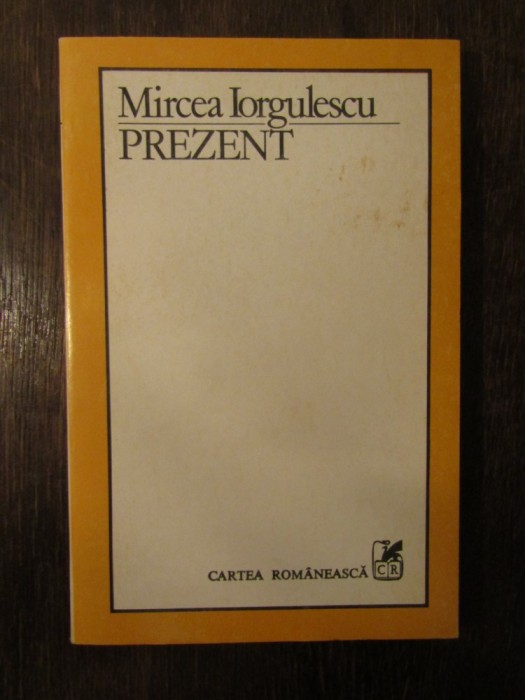 Mircea Iorgulescu
PREZENT
CARTEA ROMÂNEASCĂ
CR